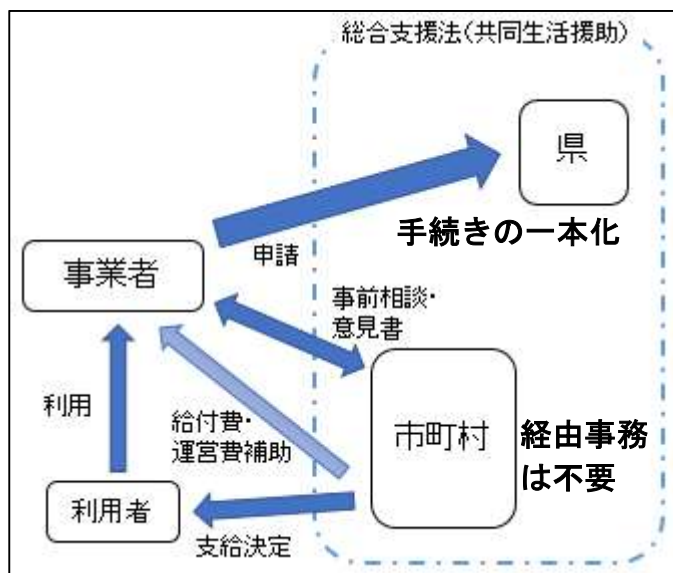 総合支援法(共同生活援助)
県
手続きの一本化
申請
事業者
事前相談・
意見書
利用
給付費・
運営費補助
市町村
経由事務
は不要
利用者
支給決定